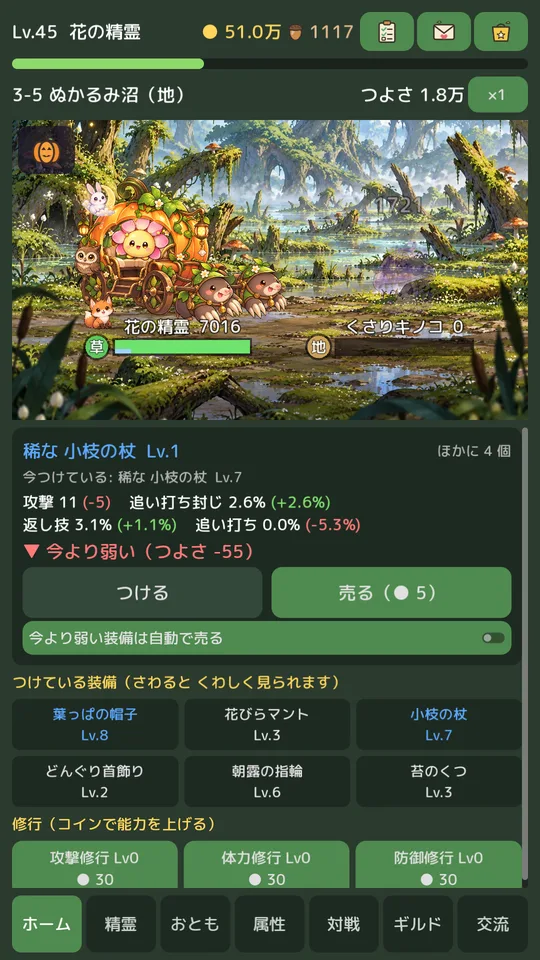 Lv.45 花の精霊 51.0万 1117
3-5 ぬかるみ沼（地） つよさ 1.8万 ×1
1721
花の精霊 7016 くさりキノコ 0
草 地
稀な 小枝の杖 Lv.1 ほかに 4 個
今つけている: 稀な 小枝の杖 Lv.7
攻撃 11 (-5) 追い打ち封じ 2.6% (+2.6%)
返し技 3.1% (+1.1%) 追い打ち 0.0% (-5.3%)
▼ 今より弱い（つよさ -55）
つける 売る（● 5）
今より弱い装備は自動で売る
つけている装備（さわると くわしく見られます）
葉っぱの帽子 花びらマント 小枝の杖
Lv.8 Lv.3 Lv.7
どんぐり首飾り 朝露の指輪 苔のくつ
Lv.2 Lv.6 Lv.3
修行（コインで能力を上げる）
攻撃修行 Lv0 体力修行 Lv0 防御修行 Lv0
● 30 ● 30 ● 30
ホーム 精霊 おとも 属性 対戦 ギルド 交流